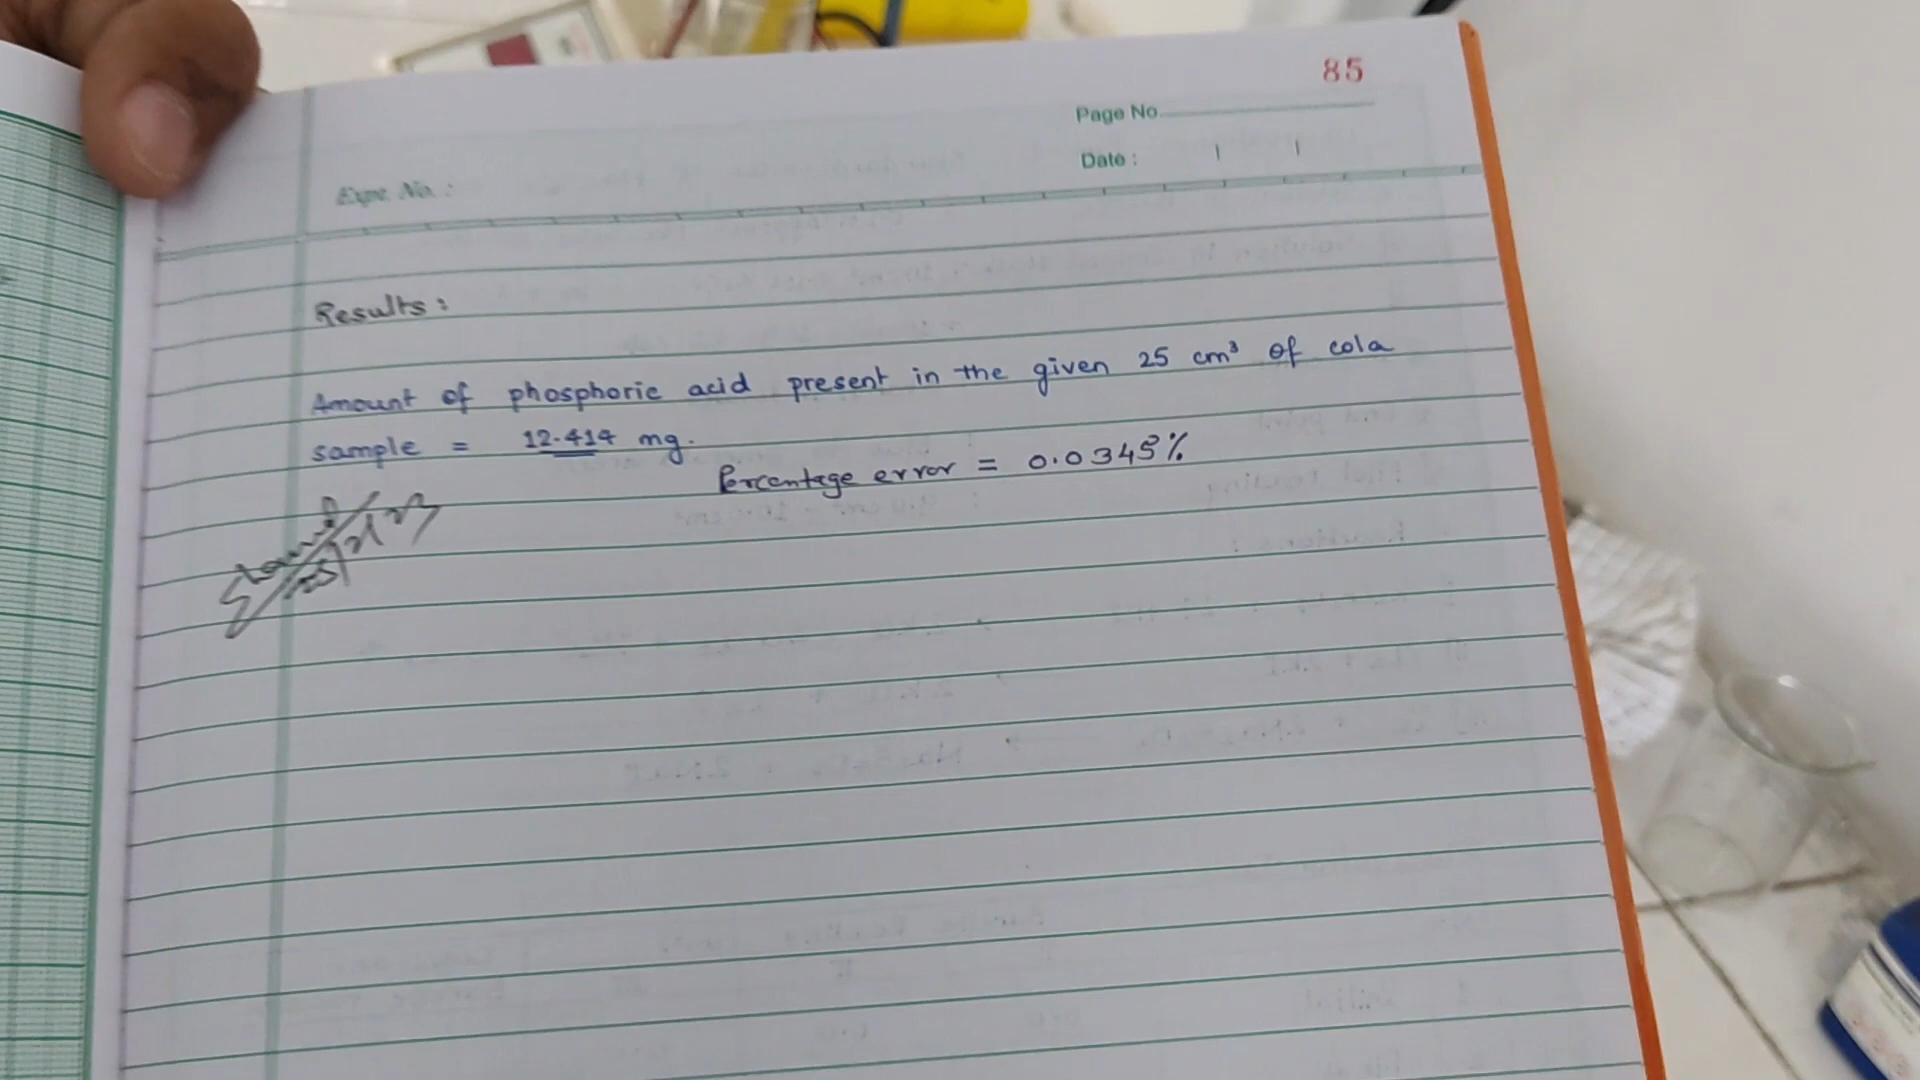 85
Page No.
Date :
Expe. No. :
Results :
Amount of phosphoric acid present in the given 25 cm³ of cola
sample = 12.414 mg.
Percentage error = 0.0345%